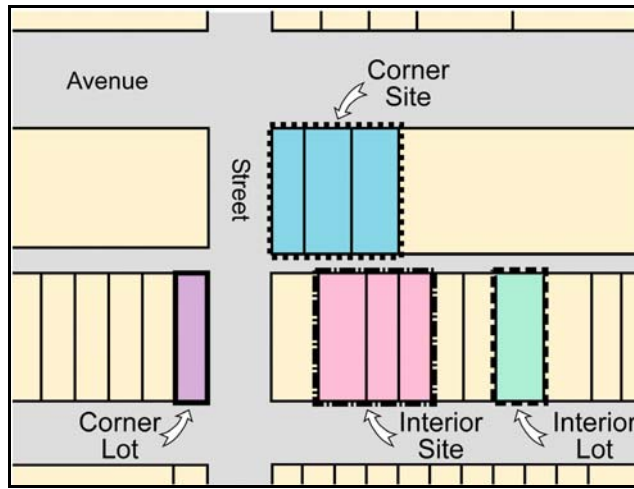 Avenue
Corner
Site
Street
Corner
Lot
Interior
Site
Interior
Lot